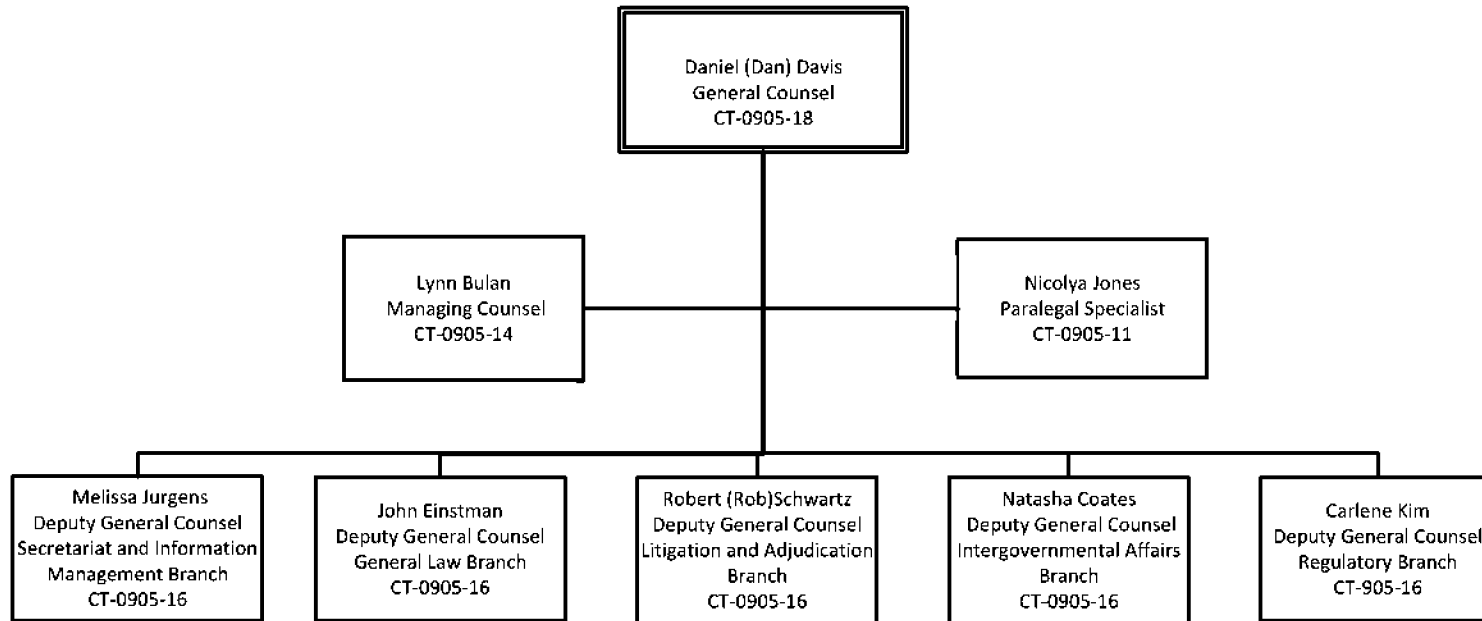 Daniel (Dan) Davis
General Counsel
CT-0905-18
Lynn Bulan
Managing Counsel
CT-0905-14
Nicolya Jones
Paralegal Specialist
CT-0905-11
Melissa Jurgens
Deputy General Counsel
Secretariat and Information
Management Branch
CT-0905-16
John Einstman
Deputy General Counsel
General Law Branch
CT-0905-16
Robert (Rob)Schwartz
Deputy General Counsel
Litigation and Adjudication
Branch
CT-0905-16
Natasha Coates
Deputy General Counsel
Intergovernmental Affairs
Branch
CT-0905-16
Carlene Kim
Deputy General Counsel
Regulatory Branch
CT-905-16